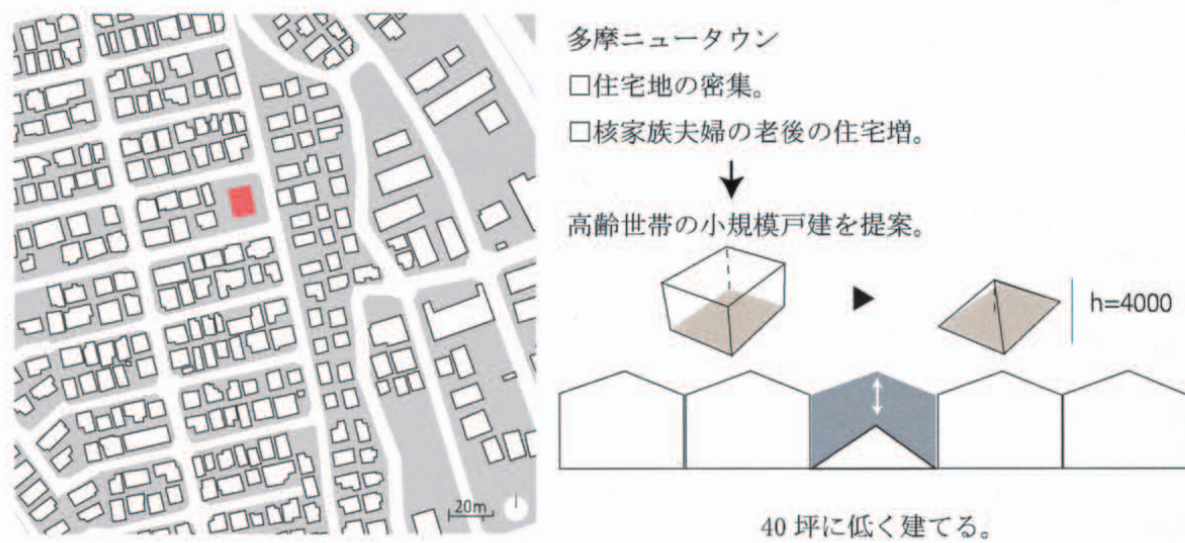 多摩ニュータウン
□住宅地の密集。
□核家族夫婦の老後の住宅増。
高齢世帯の小規模戸建を提案。
h=4000
20m
40坪に低く建てる。